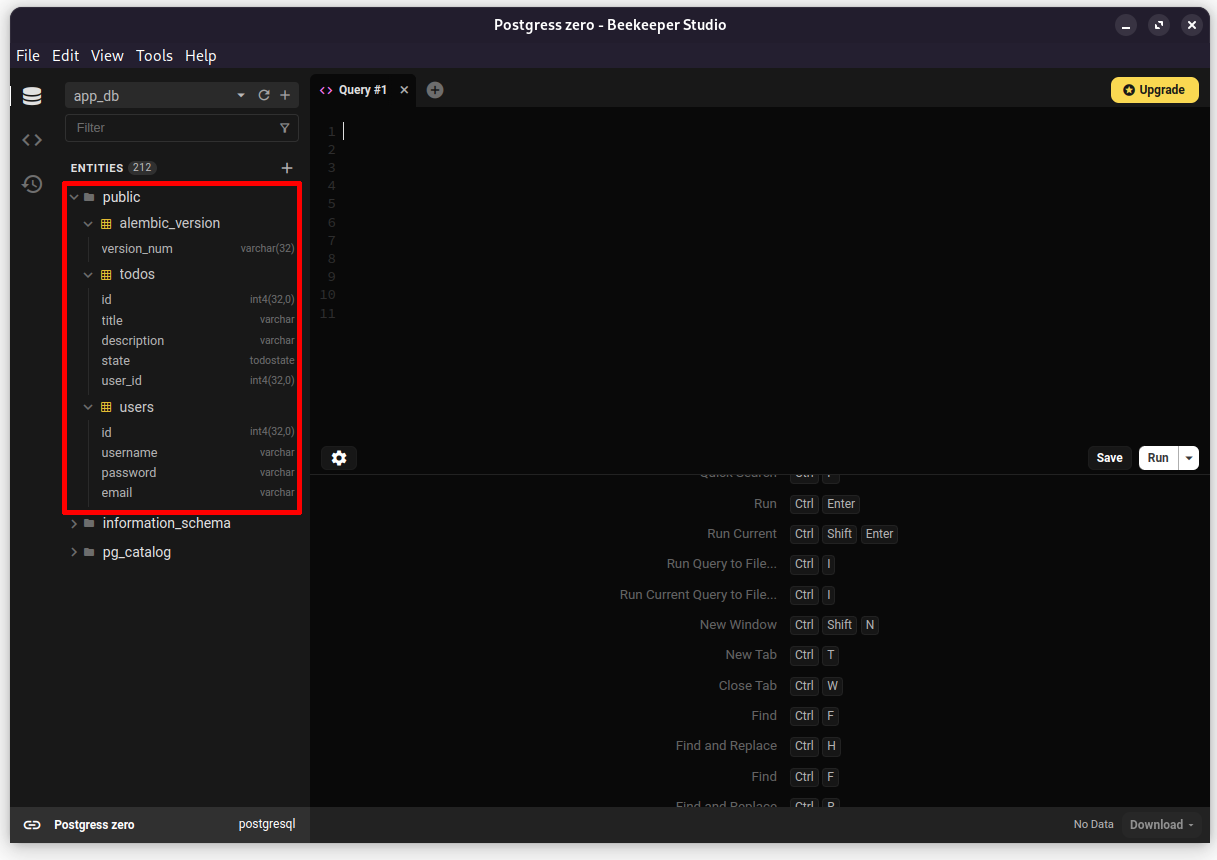 Postgress zero - Beekeeper Studio
File Edit View Tools Help
app_db
Query #1
Upgrade
Filter
ENTITIES 212
public
alembic_version
version_num varchar(32)
todos
id int4(32,0)
title varchar
description varchar
state todostate
user_id int4(32,0)
users
id int4(32,0)
username varchar
password varchar
email varchar
information_schema
pg_catalog
1
2
3
4
5
6
7
8
9
10
11
Save Run
Quick Search Ctrl P
Run Ctrl Enter
Run Current Ctrl Shift Enter
Run Query to File... Ctrl I
Run Current Query to File... Ctrl I
New Window Ctrl Shift N
New Tab Ctrl T
Close Tab Ctrl W
Find Ctrl F
Find and Replace Ctrl H
Find Ctrl F
Find and Replace Ctrl R
Postgress zero postgresql
No Data Download